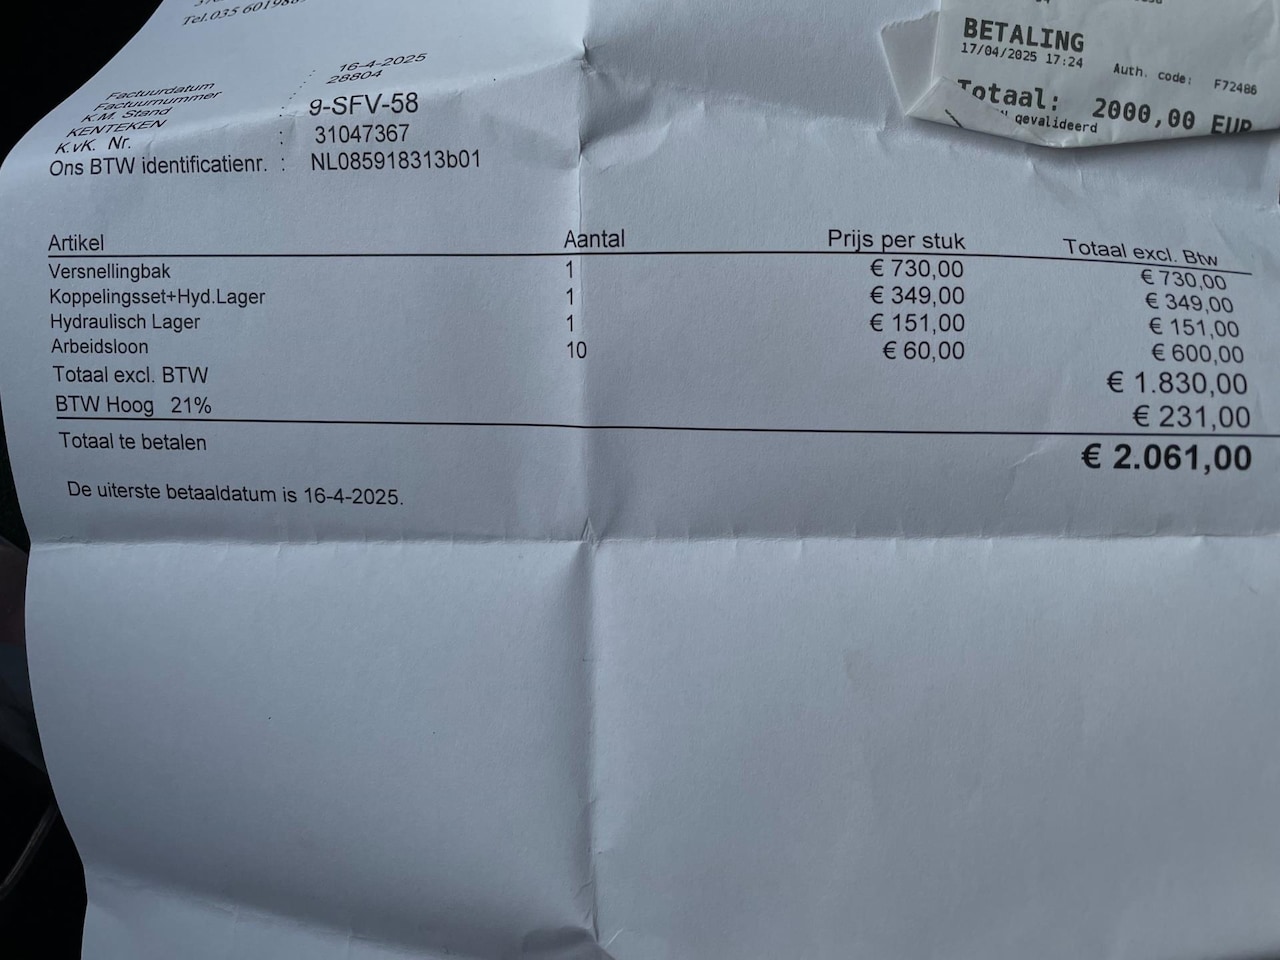 Tel.035
BETALING
17/04/2025 17:24
Auth. code: F72486
Totaal: 2000,00 EUR
gevalideerd
Factuurdatum : 16-4-2025
Factuurnummer : 28804
K.M. Stand
KENTEKEN : 9-SFV-58
K.vK. Nr. : 31047367
Ons BTW identificatienr. : NL085918313b01
Artikel Aantal Prijs per stuk Totaal excl. Btw
Versnellingbak 1 € 730,00 € 730,00
Koppelingsset+Hyd.Lager 1 € 349,00 € 349,00
Hydraulisch Lager 1 € 151,00 € 151,00
Arbeidsloon 10 € 60,00 € 600,00
Totaal excl. BTW € 1.830,00
BTW Hoog 21% € 231,00
Totaal te betalen € 2.061,00
De uiterste betaaldatum is 16-4-2025.